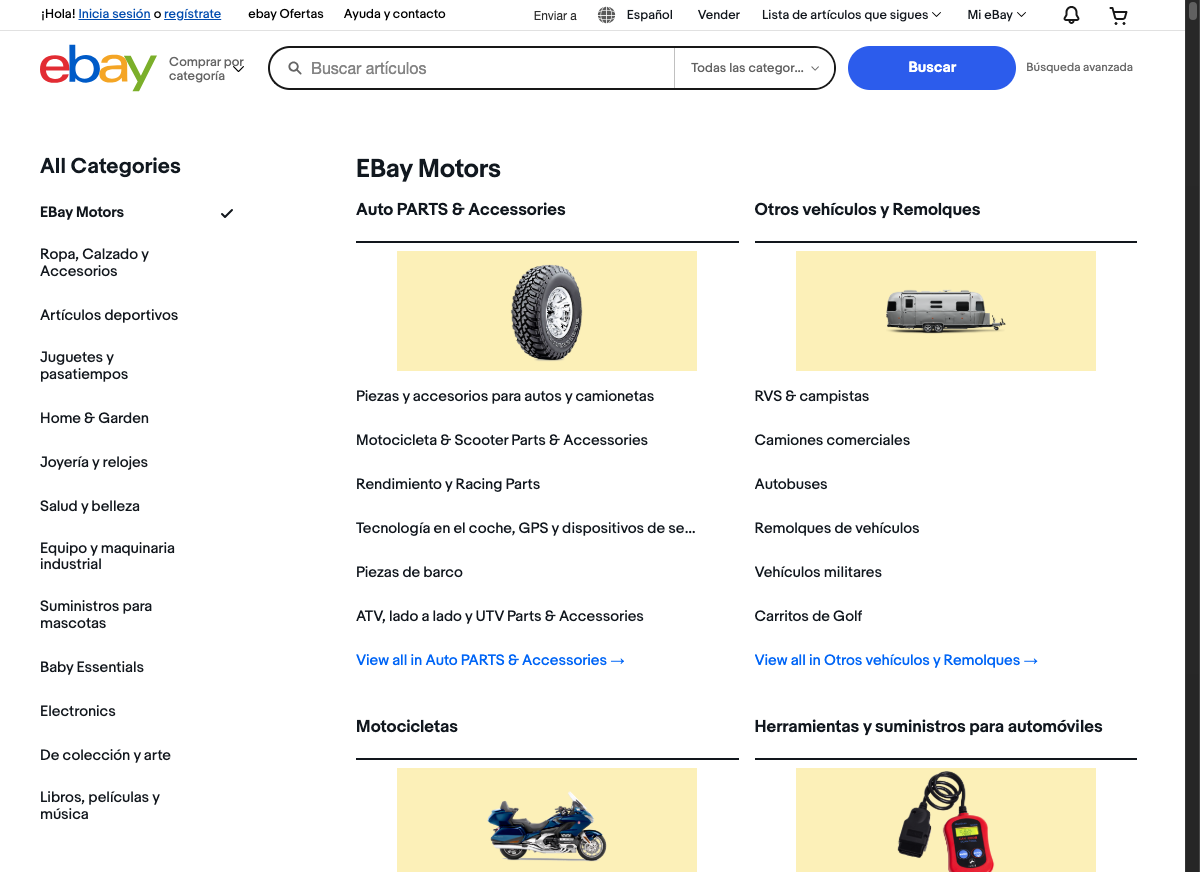 ¡Hola! Inicia sesión o regístrate
ebay Ofertas
Ayuda y contacto
Enviar a
Español
Vender
Lista de artículos que sigues
Mi eBay
ebay
Comprar por
categoría
Buscar artículos
Todas las categor...
Buscar
Búsqueda avanzada
All Categories
EBay Motors
Ropa, Calzado y
Accesorios
Artículos deportivos
Juguetes y
pasatiempos
Home & Garden
Joyería y relojes
Salud y belleza
Equipo y maquinaria
industrial
Suministros para
mascotas
Baby Essentials
Electronics
De colección y arte
Libros, películas y
música
EBay Motors
Auto PARTS & Accessories
Piezas y accesorios para autos y camionetas
Motocicleta & Scooter Parts & Accessories
Rendimiento y Racing Parts
Tecnología en el coche, GPS y dispositivos de se...
Piezas de barco
ATV, lado a lado y UTV Parts & Accessories
View all in Auto PARTS & Accessories →
Otros vehículos y Remolques
RVS & campistas
Camiones comerciales
Autobuses
Remolques de vehículos
Vehículos militares
Carritos de Golf
View all in Otros vehículos y Remolques →
Motocicletas
Herramientas y suministros para automóviles